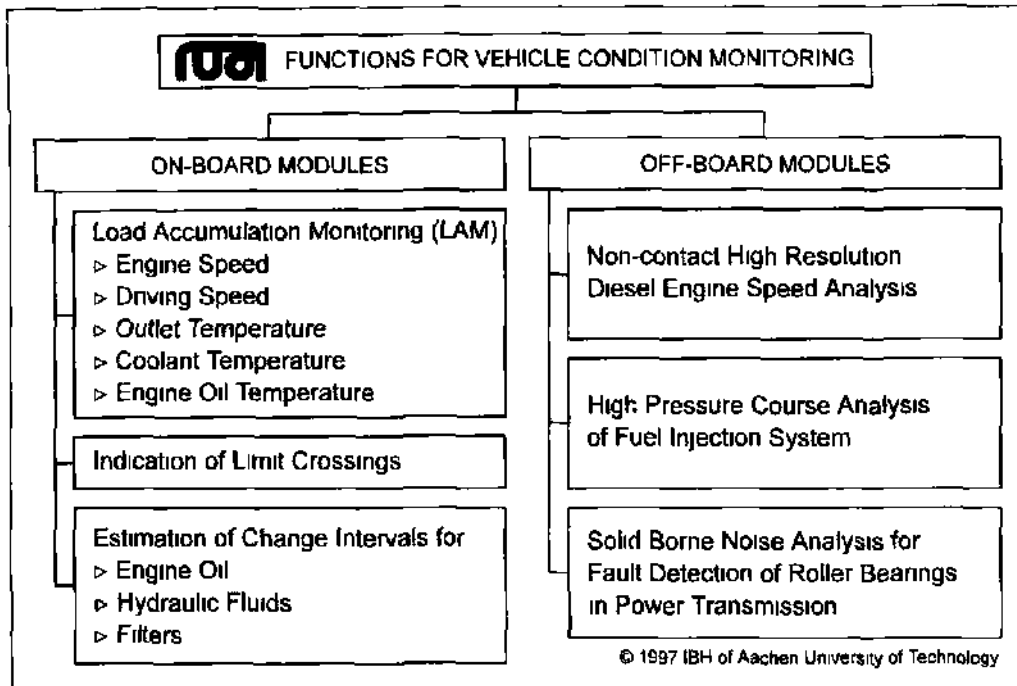 FUNCTIONS FOR VEHICLE CONDITION MONITORING
ON-BOARD MODULES
Load Accumulation Monitoring (LAM)
▷ Engine Speed
▷ Driving Speed
▷ Outlet Temperature
▷ Coolant Temperature
▷ Engine Oil Temperature
Indication of Limit Crossings
Estimation of Change Intervals for
▷ Engine Oil
▷ Hydraulic Fluids
▷ Filters
OFF-BOARD MODULES
Non-contact High Resolution
Diesel Engine Speed Analysis
High Pressure Course Analysis
of Fuel Injection System
Solid Borne Noise Analysis for
Fault Detection of Roller Bearings
in Power Transmission
© 1997 IBH of Aachen University of Technology